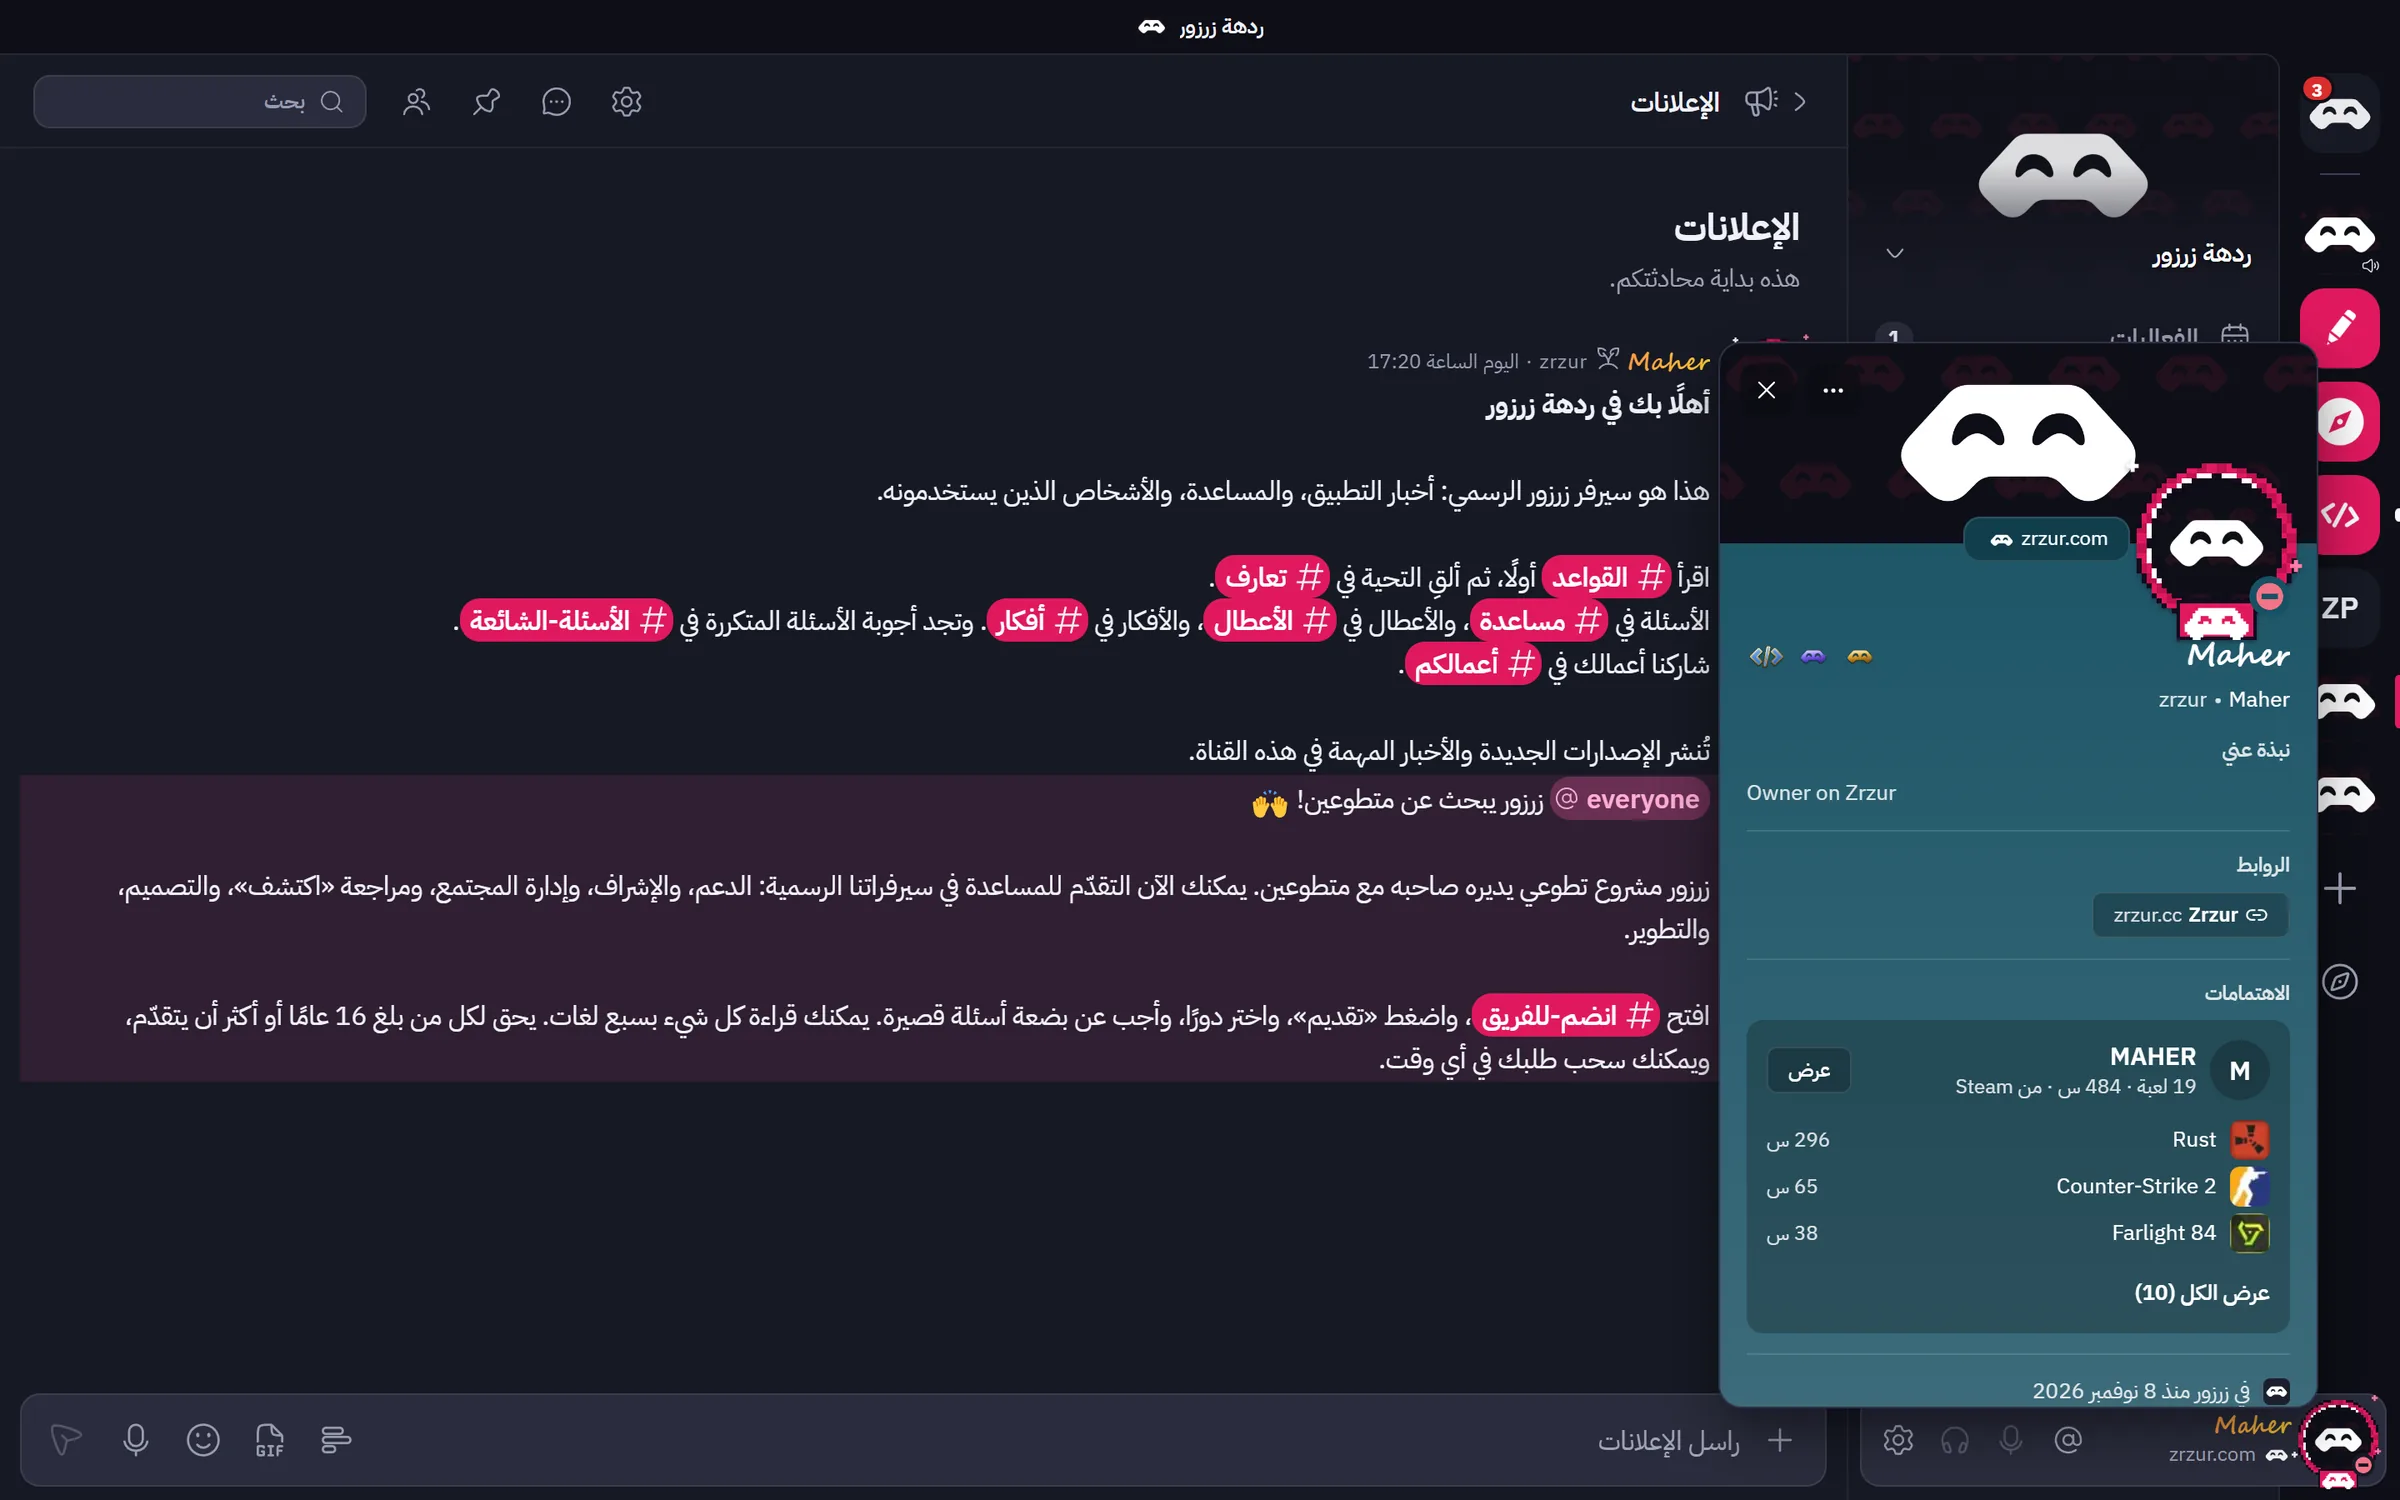 ردهة زرزور
3
ردهة زرزور
الفعاليات
1
ZP
الإعلانات
بحث
الإعلانات
هذه بداية محادثتكم.
Maher zrzur · اليوم الساعة 17:20
أهلًا بك في ردهة زرزور
هذا هو سيرفر زرزور الرسمي: أخبار التطبيق، والمساعدة، والأشخاص الذين يستخدمونه.
اقرأ # القواعد أولًا، ثم ألقِ التحية في # تعارف.
الأسئلة في # مساعدة، والأعطال في # الأعطال، والأفكار في # أفكار. وتجد أجوبة الأسئلة المتكررة في # الأسئلة-الشائعة.
شاركنا أعمالك في # أعمالكم.
تُنشر الإصدارات الجديدة والأخبار المهمة في هذه القناة.
@everyone زرزور يبحث عن متطوعين! 🙌
زرزور مشروع تطوعي يديره صاحبه مع متطوعين. يمكنك الآن التقدّم للمساعدة في سيرفراتنا الرسمية: الدعم، والإشراف، وإدارة المجتمع، ومراجعة «اكتشف»، والتصميم،
والتطوير.
افتح # انضم-للفريق، واضغط «تقديم»، واختر دورًا، وأجب عن بضعة أسئلة قصيرة. يمكنك قراءة كل شيء بسبع لغات. يحق لكل من بلغ 16 عامًا أو أكثر أن يتقدّم،
ويمكنك سحب طلبك في أي وقت.
راسل الإعلانات
GIF
zrzur.com
Maher
Maher • zrzur
نبذة عني
Owner on Zrzur
الروابط
Zrzur zrzur.cc
الاهتمامات
M
MAHER
19 لعبة · 484 س · من Steam
عرض
Rust
296 س
Counter-Strike 2
65 س
Farlight 84
38 س
عرض الكل (10)
في زرزور منذ 8 نوفمبر 2026
Maher
zrzur.com